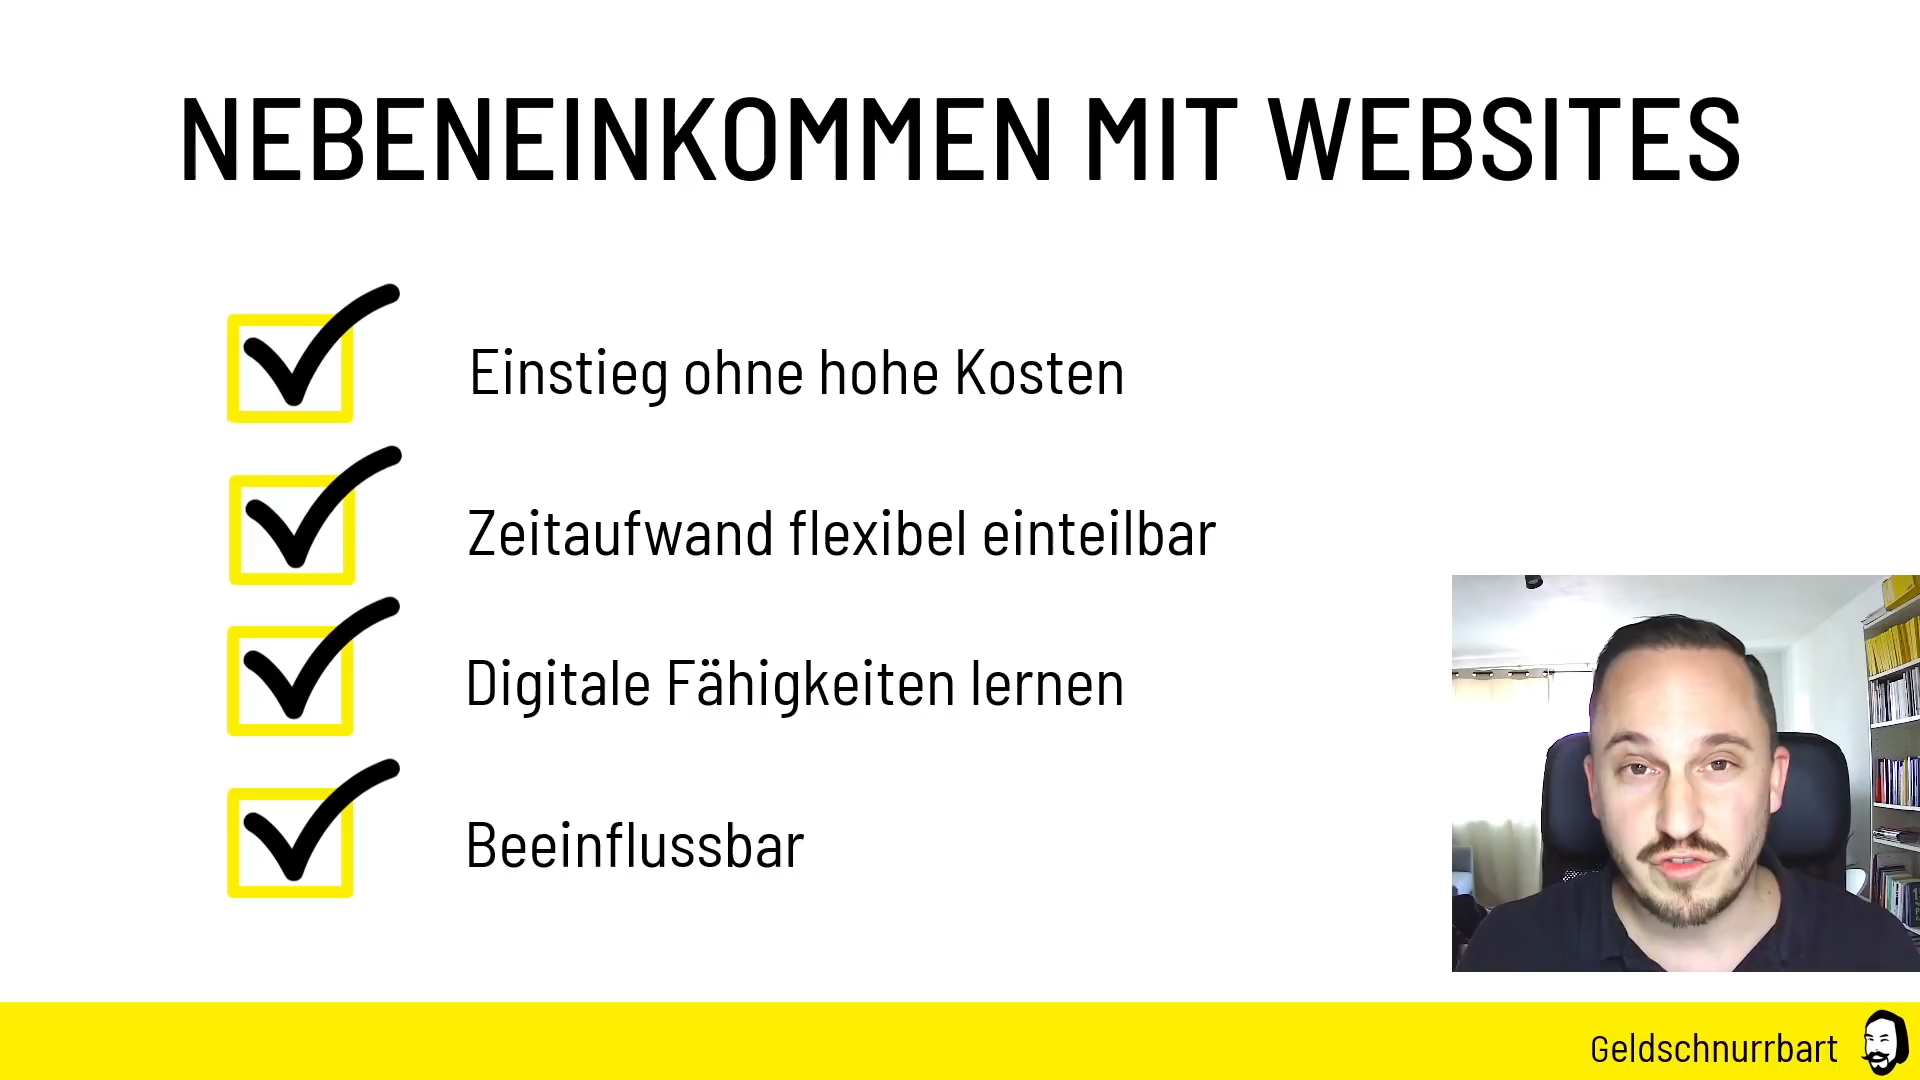 NEBENEINKOMMEN MIT WEBSITES
Einstieg ohne hohe Kosten
Zeitaufwand flexibel einteilbar
Digitale Fähigkeiten lernen
Beeinflussbar
Geldschnurrbart